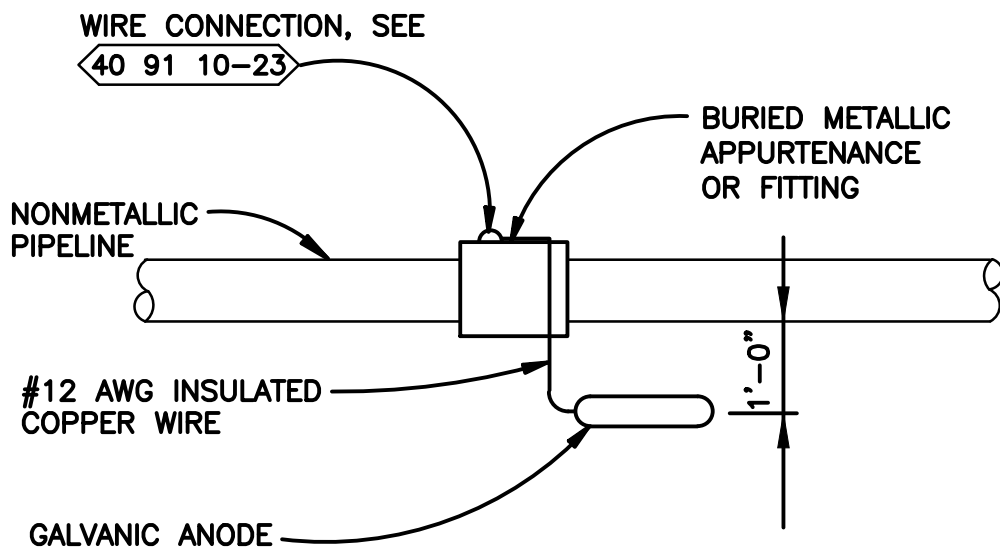 WIRE CONNECTION, SEE
40 91 10-23
BURIED METALLIC
APPURTENANCE
OR FITTING
NONMETALLIC
PIPELINE
1'-0"
#12 AWG INSULATED
COPPER WIRE
GALVANIC ANODE